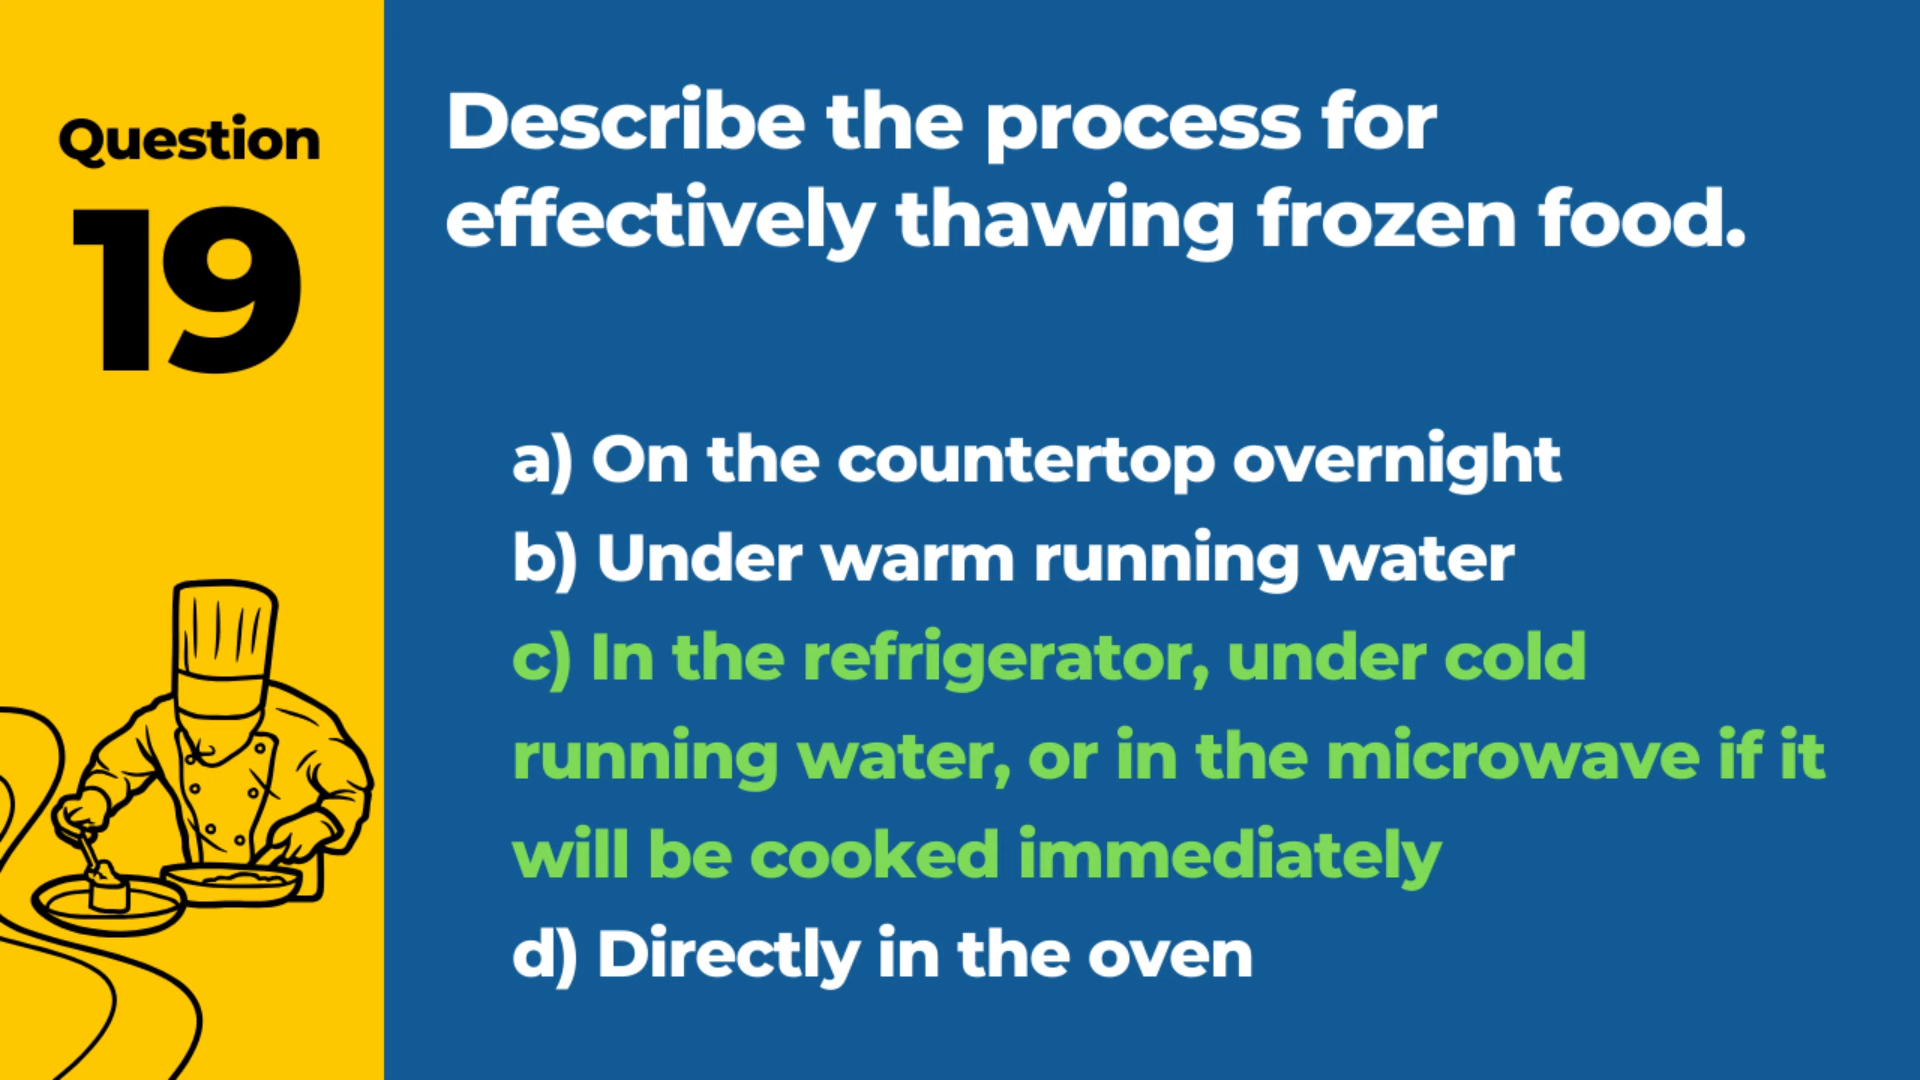 Question
19
Describe the process for
effectively thawing frozen food.
a) On the countertop overnight
b) Under warm running water
c) In the refrigerator, under cold
running water, or in the microwave if it
will be cooked immediately
d) Directly in the oven